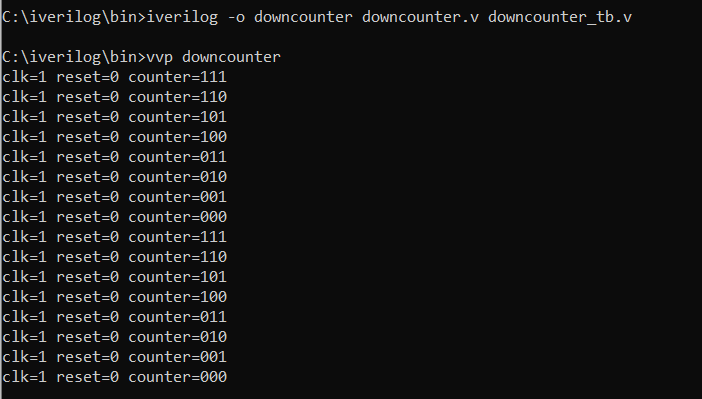 C:\iverilog\bin>iverilog -o downcounter downcounter.v downcounter_tb.v
C:\iverilog\bin>vvp downcounter
clk=1 reset=0 counter=111
clk=1 reset=0 counter=110
clk=1 reset=0 counter=101
clk=1 reset=0 counter=100
clk=1 reset=0 counter=011
clk=1 reset=0 counter=010
clk=1 reset=0 counter=001
clk=1 reset=0 counter=000
clk=1 reset=0 counter=111
clk=1 reset=0 counter=110
clk=1 reset=0 counter=101
clk=1 reset=0 counter=100
clk=1 reset=0 counter=011
clk=1 reset=0 counter=010
clk=1 reset=0 counter=001
clk=1 reset=0 counter=000